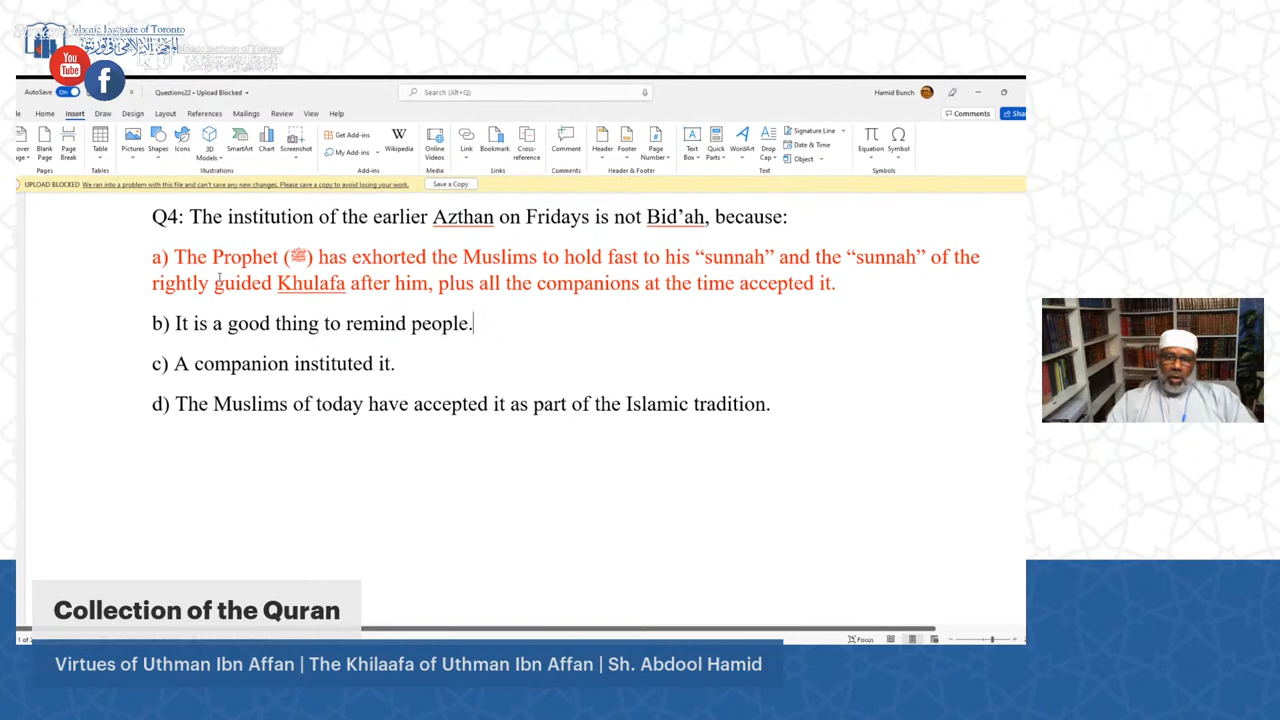 Islamic Institute of Toronto
You
Tube
f
AutoSave On Questions22 • Upload Blocked Search (Alt+Q) Hamid Bunch
Home Insert Draw Design Layout References Mailings Review View Help Comments
Blank Page
Page Break
Table
Pictures
Shapes
Icons
3D Models
SmartArt
Chart
Screenshot
Get Add-ins
My Add-ins
Wikipedia
Online Videos
Link
Bookmark
Cross-reference
Comment
Header
Footer
Page Number
Text Box
Quick Parts
WordArt
Drop Cap
Signature Line
Date & Time
Object
Equation
Symbol
Pages Tables Illustrations Add-ins Media Links Comments Header & Footer Text Symbols
UPLOAD BLOCKED We ran into a problem with this file and can't save any new changes. Please save a copy to avoid losing your work. Save a Copy
Q4: The institution of the earlier Azthan on Fridays is not Bid’ah, because:
a) The Prophet (ﷺ) has exhorted the Muslims to hold fast to his “sunnah” and the “sunnah” of the
rightly guided Khulafa after him, plus all the companions at the time accepted it.
b) It is a good thing to remind people.
c) A companion instituted it.
d) The Muslims of today have accepted it as part of the Islamic tradition.
Focus
Collection of the Quran
Virtues of Uthman Ibn Affan | The Khilaafa of Uthman Ibn Affan | Sh. Abdool Hamid